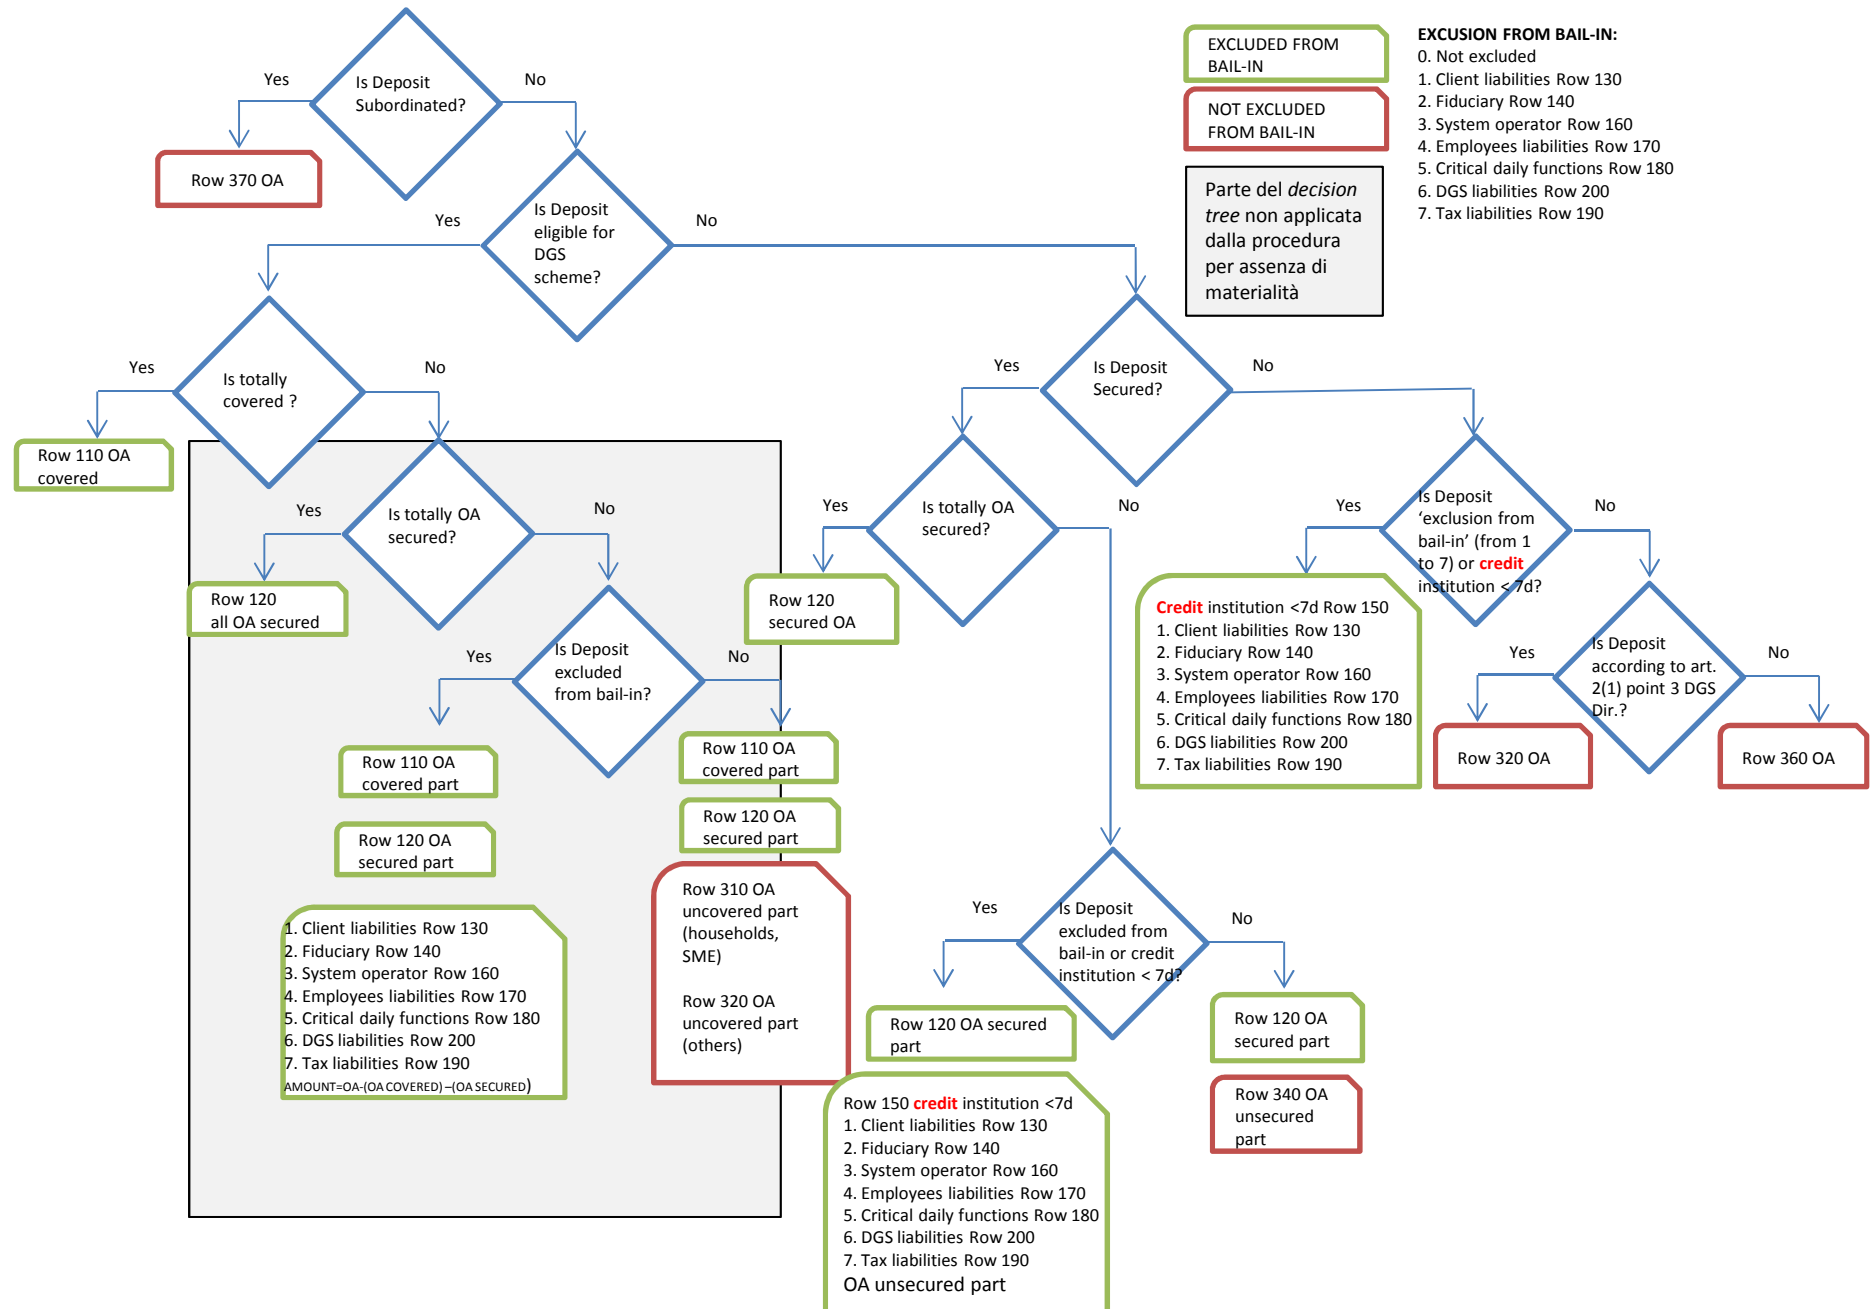 EXCLUDED FROM
BAIL-IN
NOT EXCLUDED
FROM BAIL-IN
Parte del decision
tree non applicata
dalla procedura
per assenza di
materialità
EXCUSION FROM BAIL-IN:
0. Not excluded
1. Client liabilities Row 130
2. Fiduciary Row 140
3. System operator Row 160
4. Employees liabilities Row 170
5. Critical daily functions Row 180
6. DGS liabilities Row 200
7. Tax liabilities Row 190
Yes
Is Deposit
Subordinated?
No
Row 370 OA
Yes
Is Deposit
eligible for
DGS
scheme?
No
Yes
Is totally
covered ?
No
Row 110 OA
covered
Yes
Is totally OA
secured?
No
Row 120
all OA secured
Yes
Is Deposit
excluded
from bail-in?
No
Row 110 OA
covered part
Row 120 OA
secured part
1. Client liabilities Row 130
2. Fiduciary Row 140
3. System operator Row 160
4. Employees liabilities Row 170
5. Critical daily functions Row 180
6. DGS liabilities Row 200
7. Tax liabilities Row 190
AMOUNT=OA-(OA COVERED) –(OA SECURED)
Row 110 OA
covered part
Row 120 OA
secured part
Row 310 OA
uncovered part
(households,
SME)
Row 320 OA
uncovered part
(others)
Yes
Is Deposit
Secured?
No
Yes
Is totally OA
secured?
No
Row 120
secured OA
Yes
Is Deposit
excluded from
bail-in or credit
institution < 7d?
No
Row 120 OA secured
part
Row 150 credit institution <7d
1. Client liabilities Row 130
2. Fiduciary Row 140
3. System operator Row 160
4. Employees liabilities Row 170
5. Critical daily functions Row 180
6. DGS liabilities Row 200
7. Tax liabilities Row 190
OA unsecured part
Row 120 OA
secured part
Row 340 OA
unsecured
part
Yes
Is Deposit
‘exclusion from
bail-in’ (from 1
to 7) or credit
institution < 7d?
No
Credit institution <7d Row 150
1. Client liabilities Row 130
2. Fiduciary Row 140
3. System operator Row 160
4. Employees liabilities Row 170
5. Critical daily functions Row 180
6. DGS liabilities Row 200
7. Tax liabilities Row 190
Yes
Is Deposit
according to art.
2(1) point 3 DGS
Dir.?
No
Row 320 OA
Row 360 OA